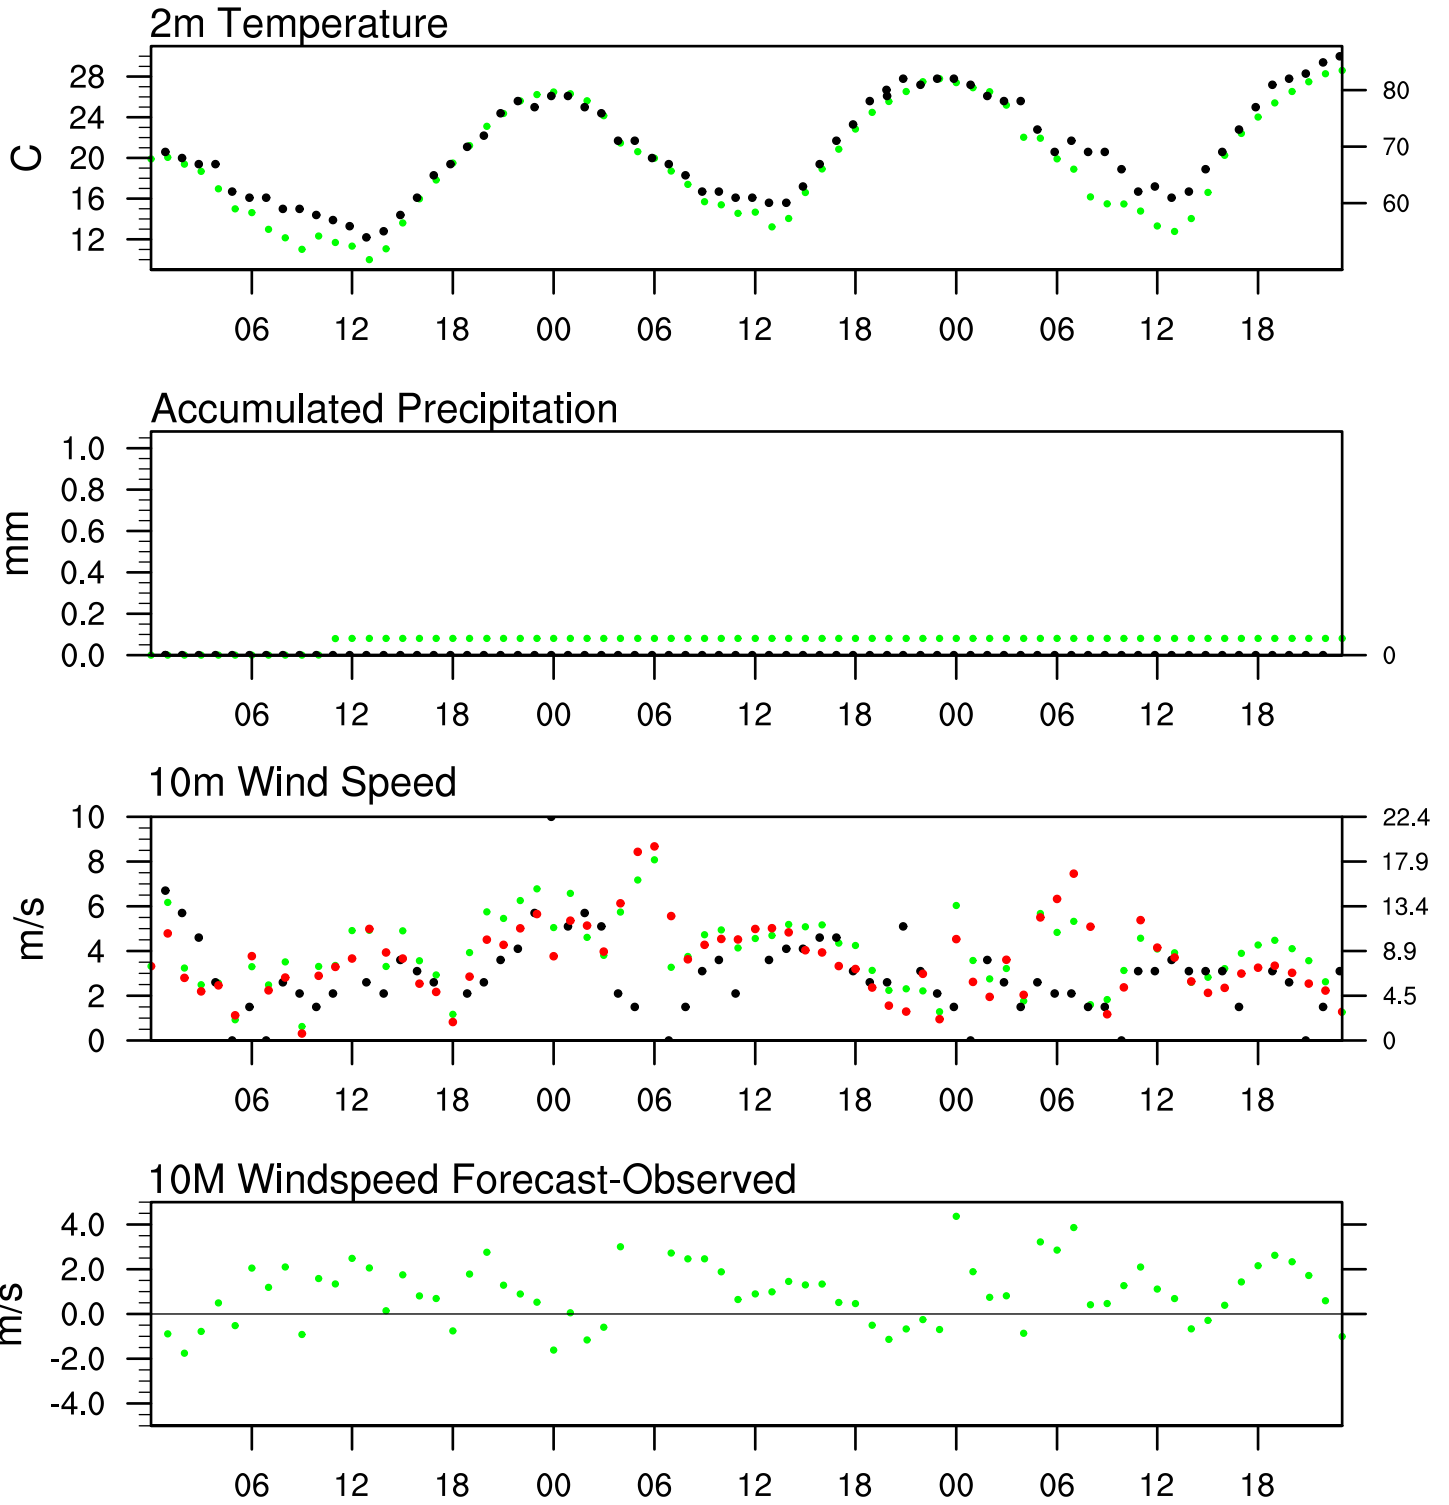 2m Temperature
28
24
20
16
12
C
80
70
60
06 12 18 00 06 12 18 00 06 12 18
Accumulated Precipitation
1.0
0.8
0.6
0.4
0.2
0.0
mm
0
06 12 18 00 06 12 18 00 06 12 18
10m Wind Speed
10
8
6
4
2
0
m/s
22.4
17.9
13.4
8.9
4.5
0
06 12 18 00 06 12 18 00 06 12 18
10M Windspeed Forecast-Observed
4.0
2.0
0.0
-2.0
-4.0
m/s
06 12 18 00 06 12 18 00 06 12 18